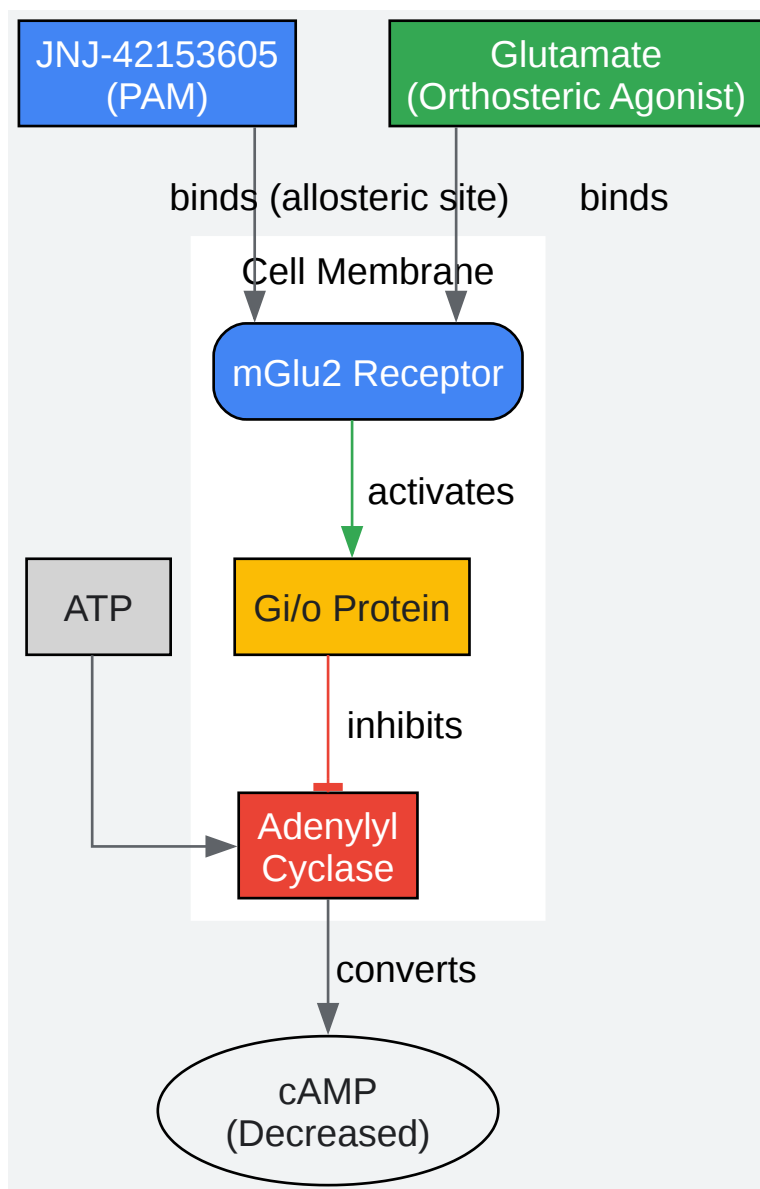 JNJ-42153605
(PAM)
Glutamate
(Orthosteric Agonist)
binds (allosteric site)
binds
Cell Membrane
mGlu2 Receptor
activates
ATP
Gi/o Protein
inhibits
Adenylyl
Cyclase
converts
cAMP
(Decreased)